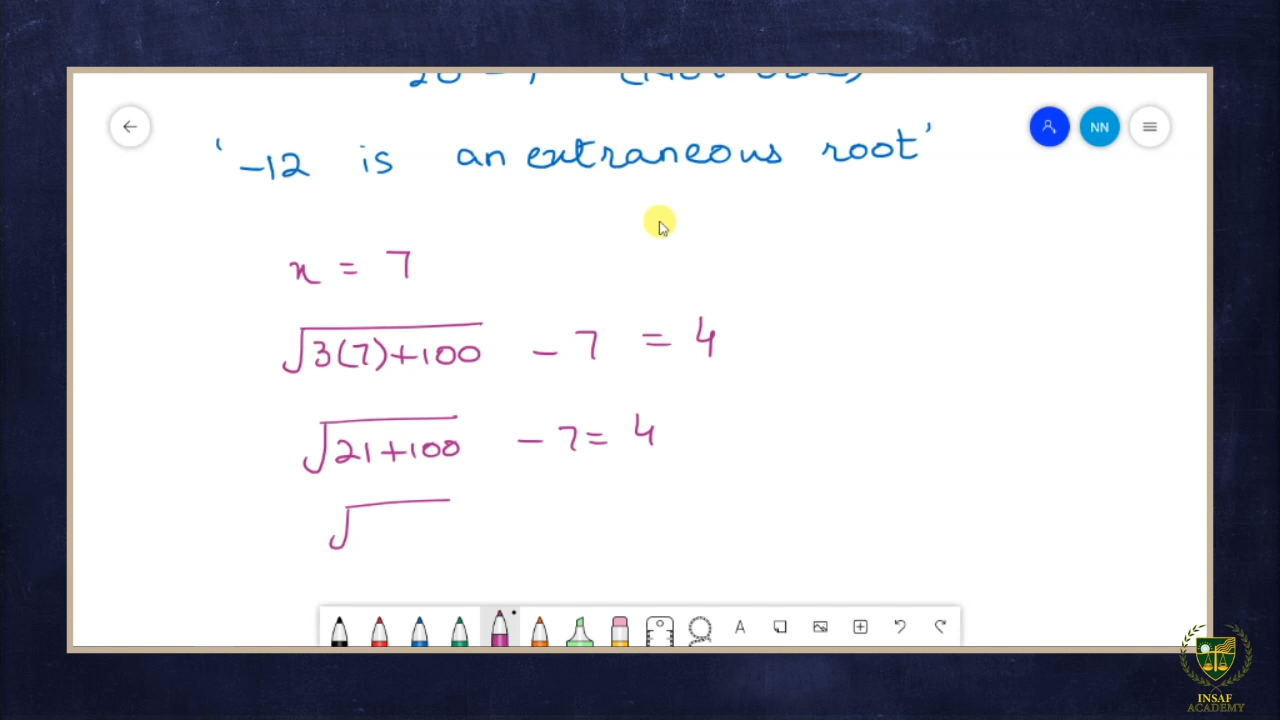 NN
'-12 is an extraneous root'
x = 7
√3(7)+100 - 7 = 4
√21+100 - 7 = 4
√
A
INSAF
ACADEMY